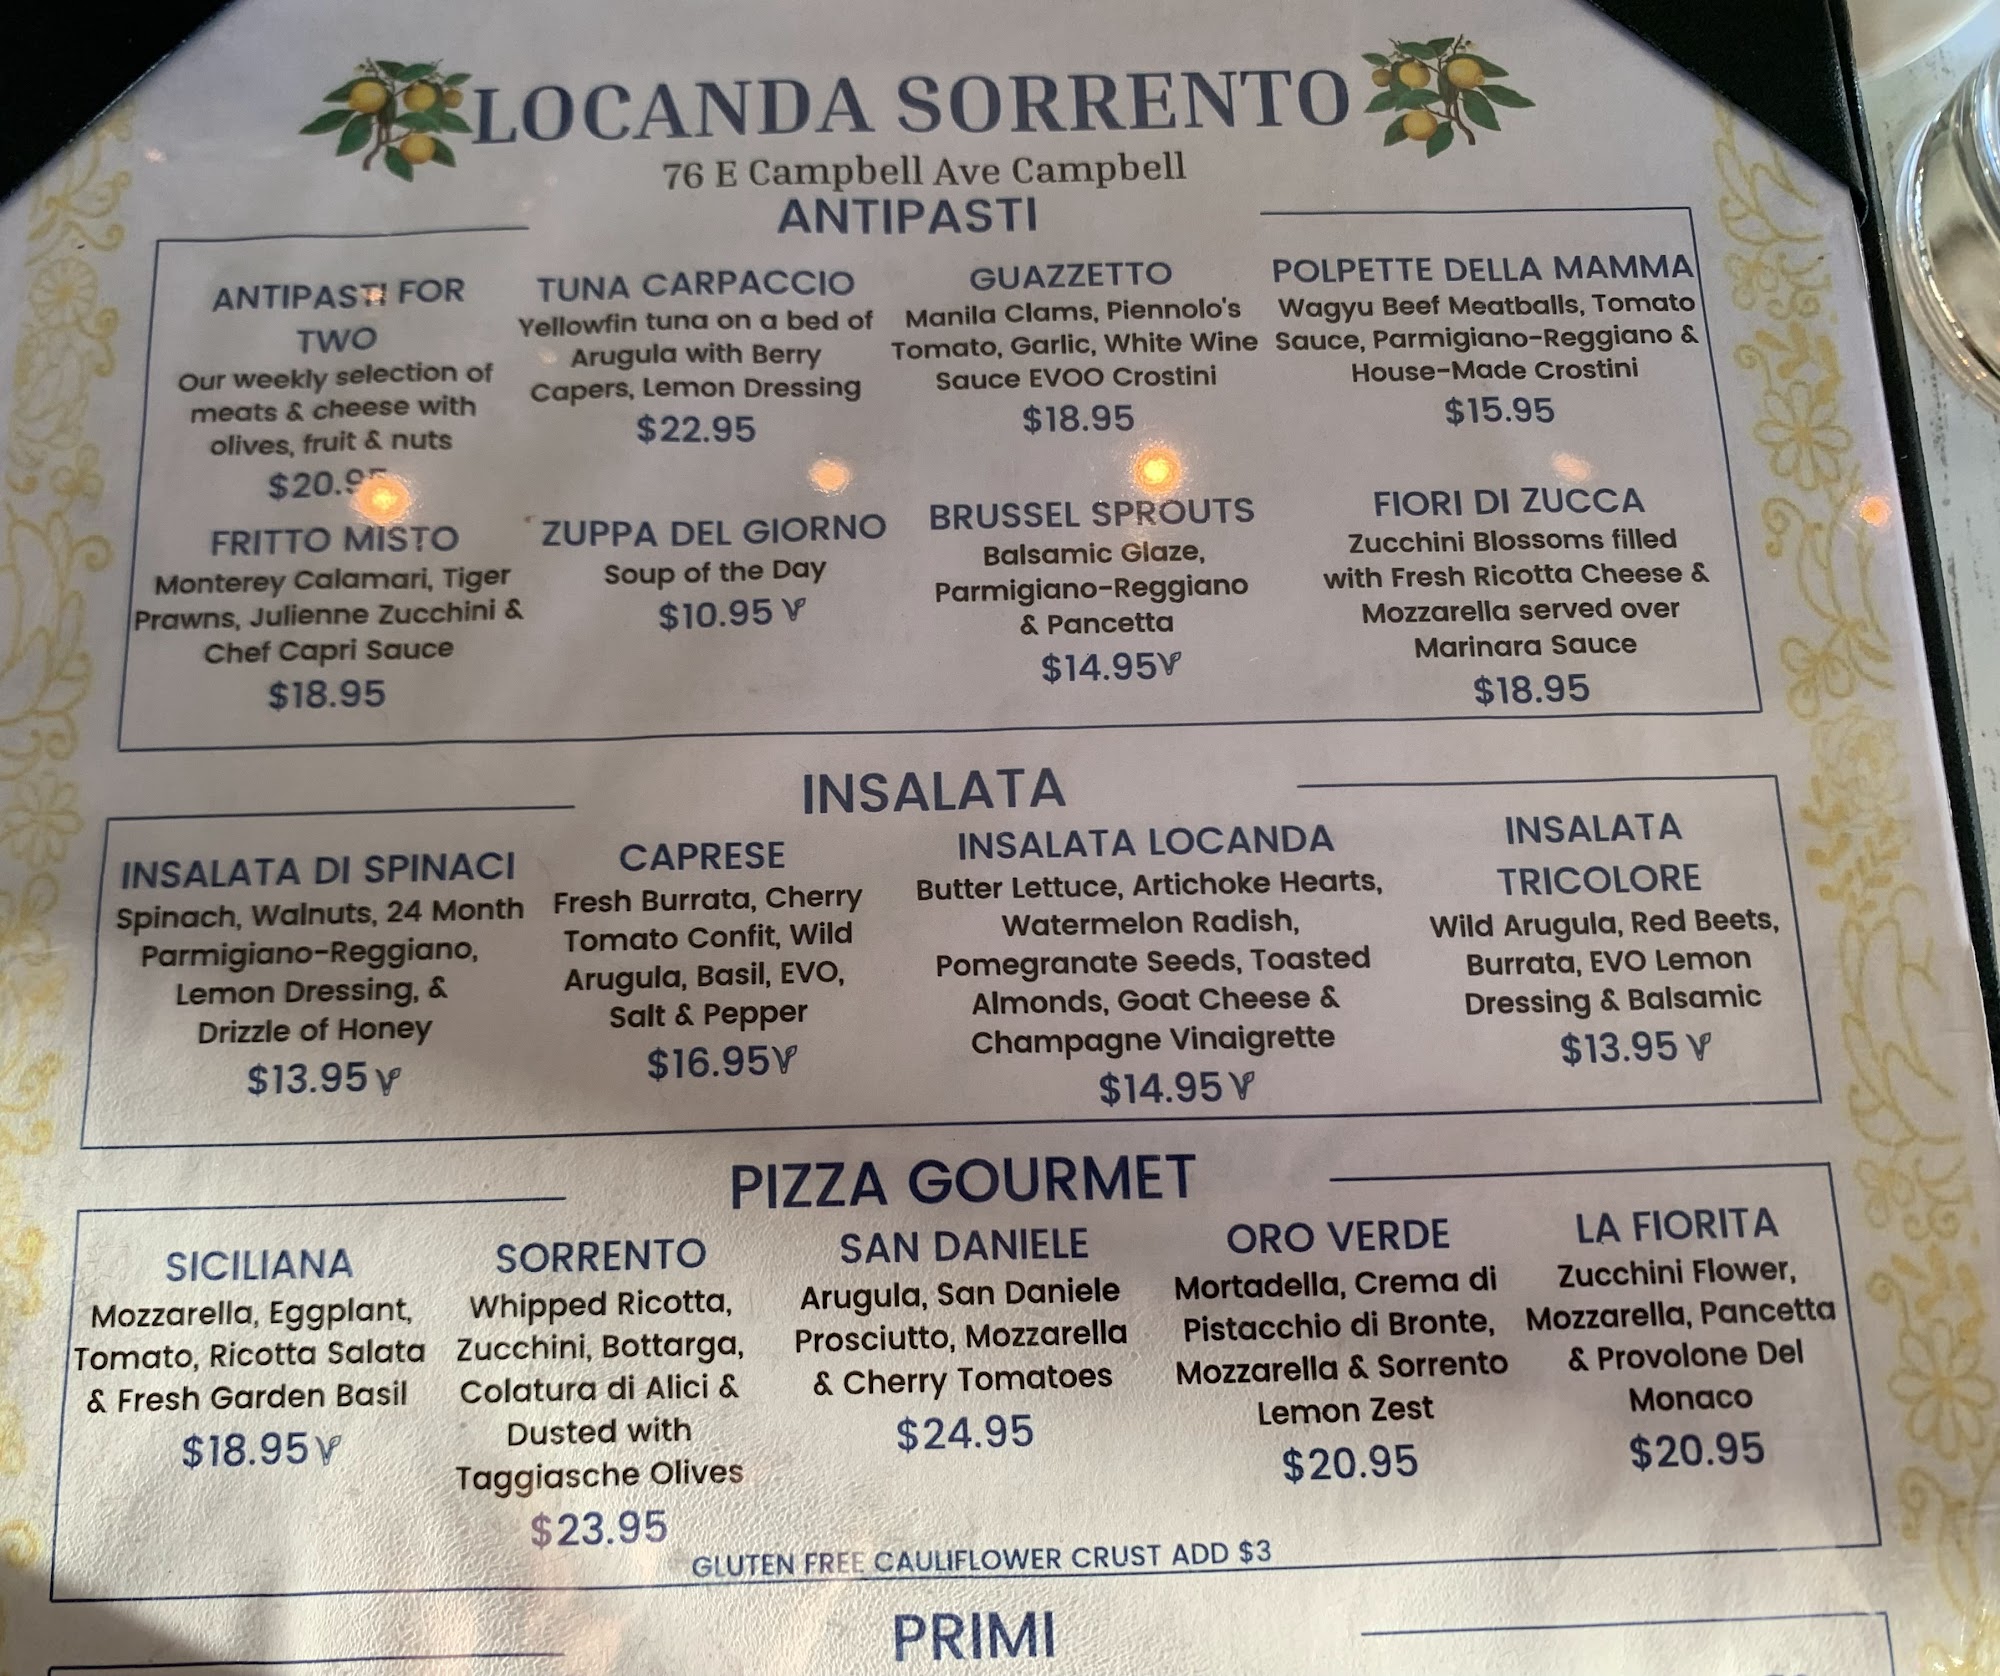 LOCANDA SORRENTO
76 E Campbell Ave Campbell
ANTIPASTI
ANTIPASTI FOR
TWO
Our weekly selection of
meats & cheese with
olives, fruit & nuts
$20.95
TUNA CARPACCIO
Yellowfin tuna on a bed of
Arugula with Berry
Capers, Lemon Dressing
$22.95
GUAZZETTO
Manila Clams, Piennolo's
Tomato, Garlic, White Wine
Sauce EVOO Crostini
$18.95
POLPETTE DELLA MAMMA
Wagyu Beef Meatballs, Tomato
Sauce, Parmigiano-Reggiano &
House-Made Crostini
$15.95
FRITTO MISTO
Monterey Calamari, Tiger
Prawns, Julienne Zucchini &
Chef Capri Sauce
$18.95
ZUPPA DEL GIORNO
Soup of the Day
$10.95 V
BRUSSEL SPROUTS
Balsamic Glaze,
Parmigiano-Reggiano
& Pancetta
$14.95 V
FIORI DI ZUCCA
Zucchini Blossoms filled
with Fresh Ricotta Cheese &
Mozzarella served over
Marinara Sauce
$18.95
INSALATA
INSALATA DI SPINACI
Spinach, Walnuts, 24 Month
Parmigiano-Reggiano,
Lemon Dressing, &
Drizzle of Honey
$13.95 V
CAPRESE
Fresh Burrata, Cherry
Tomato Confit, Wild
Arugula, Basil, EVO,
Salt & Pepper
$16.95 V
INSALATA LOCANDA
Butter Lettuce, Artichoke Hearts,
Watermelon Radish,
Pomegranate Seeds, Toasted
Almonds, Goat Cheese &
Champagne Vinaigrette
$14.95 V
INSALATA
TRICOLORE
Wild Arugula, Red Beets,
Burrata, EVO Lemon
Dressing & Balsamic
$13.95 V
PIZZA GOURMET
SICILIANA
Mozzarella, Eggplant,
Tomato, Ricotta Salata
& Fresh Garden Basil
$18.95 V
SORRENTO
Whipped Ricotta,
Zucchini, Bottarga,
Colatura di Alici &
Dusted with
Taggiasche Olives
$23.95
SAN DANIELE
Arugula, San Daniele
Prosciutto, Mozzarella
& Cherry Tomatoes
$24.95
ORO VERDE
Mortadella, Crema di
Pistacchio di Bronte,
Mozzarella & Sorrento
Lemon Zest
$20.95
LA FIORITA
Zucchini Flower,
Mozzarella, Pancetta
& Provolone Del
Monaco
$20.95
GLUTEN FREE CAULIFLOWER CRUST ADD $3
PRIMI